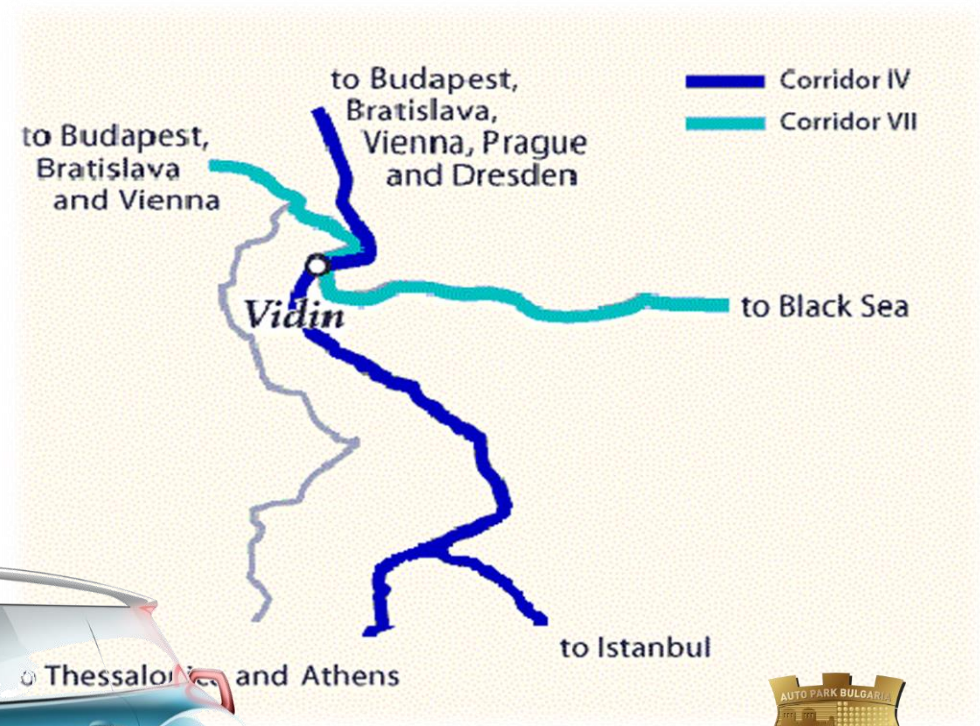 to Budapest,
Bratislava,
Vienna, Prague
and Dresden
Corridor IV
Corridor VII
to Budapest,
Bratislava
and Vienna
Vidin
to Black Sea
to Istanbul
and Athens
AUTO PARK BULGARIA